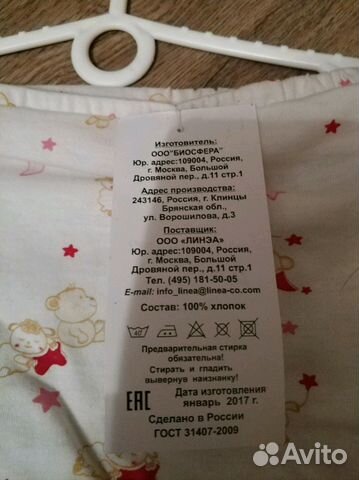 Изготовитель:
ООО"БИОСФЕРА"
Юр. адрес:109004, Россия,
г. Москва, Большой
Дровяной пер., д.11 стр.1
Адрес производства:
243146, Россия, г. Клинцы
Брянская обл.,
ул. Ворошилова, д.3
Поставщик:
ООО «ЛИНЭА»
Юр. адрес:109004, Россия,
г. Москва, Большой
Дровяной пер., д.11 стр.1
Тел. (495) 181-50-05
E-mail: info_linea@linea-co.com
Состав: 100% хлопок
40
Предварительная стирка
обязательна!
Стирать и гладить
вывернув наизнанку!
EAC
Дата изготовления
январь 2017 г.
Сделано в России
ГОСТ 31407-2009
Avito